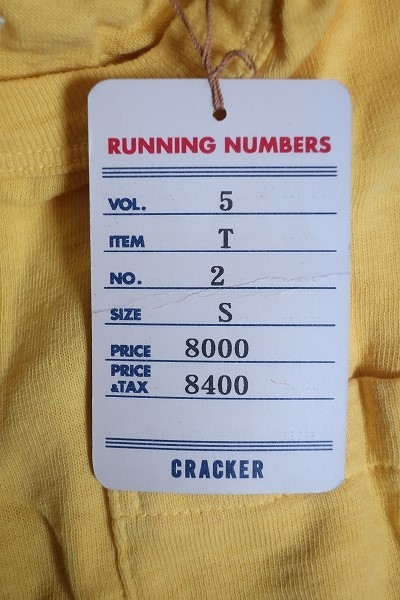 RUNNING NUMBERS
VOL. 5
ITEM T
NO. 2
SIZE S
PRICE 8000
PRICE
&TAX 8400
CRACKER